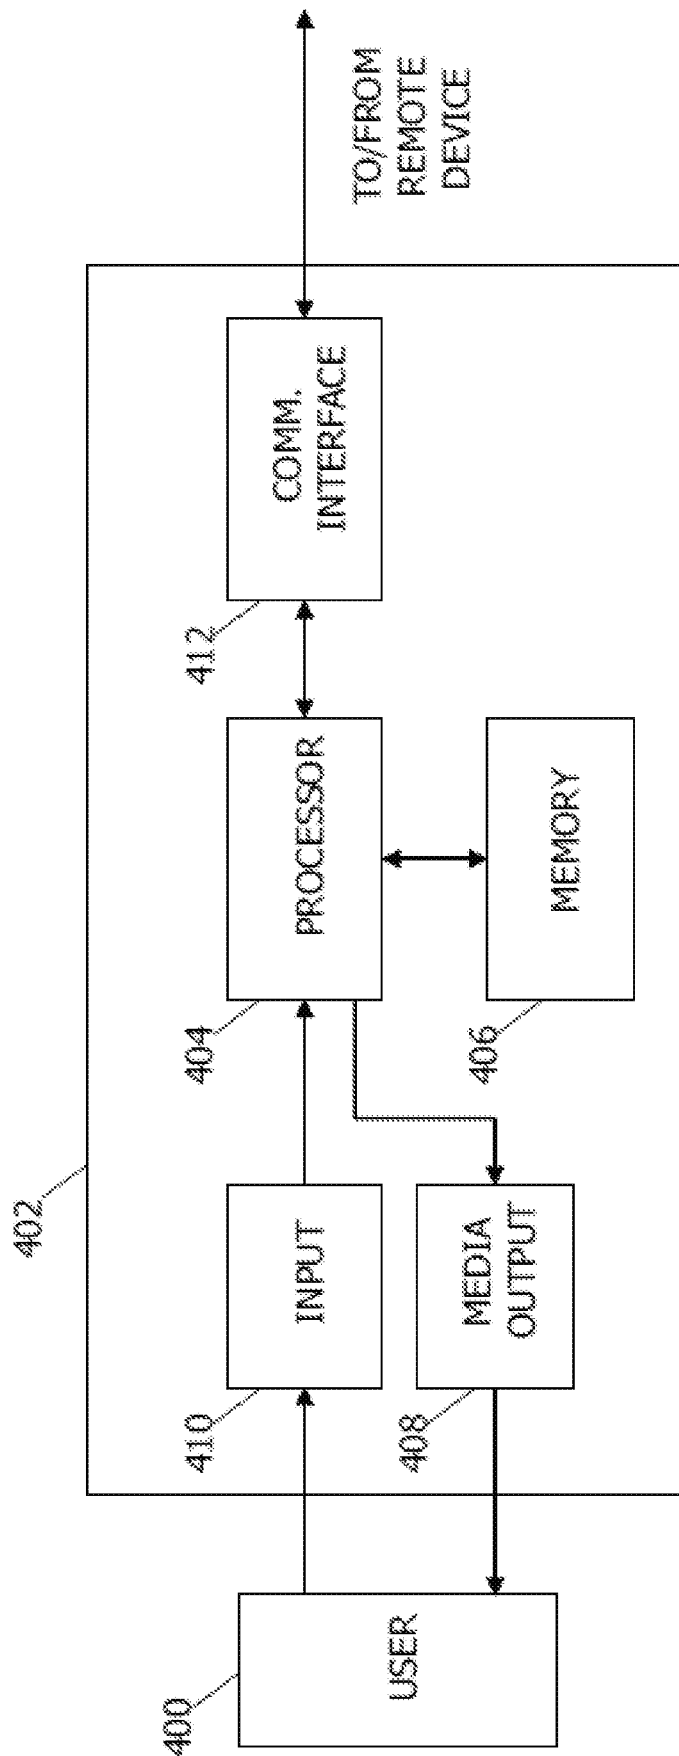 402
400
USER
410
INPUT
408
MEDIA
OUTPUT
404
PROCESSOR
406
MEMORY
412
COMM.
INTERFACE
TO/FROM
REMOTE
DEVICE